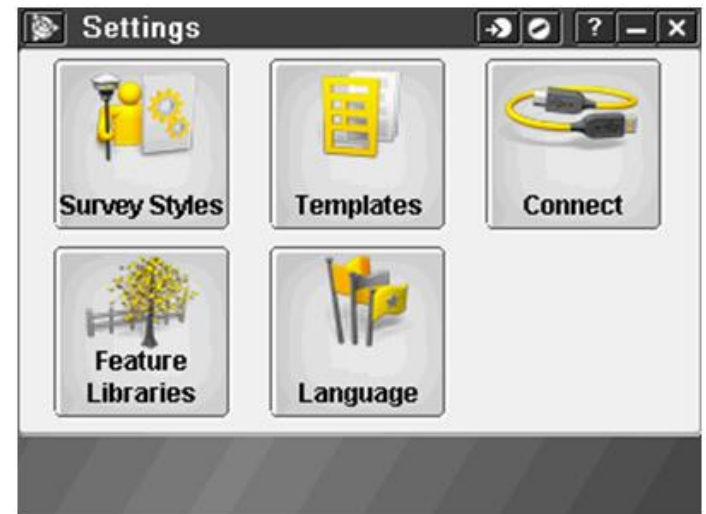 Settings
?
Survey Styles
Templates
Connect
Feature
Libraries
Language